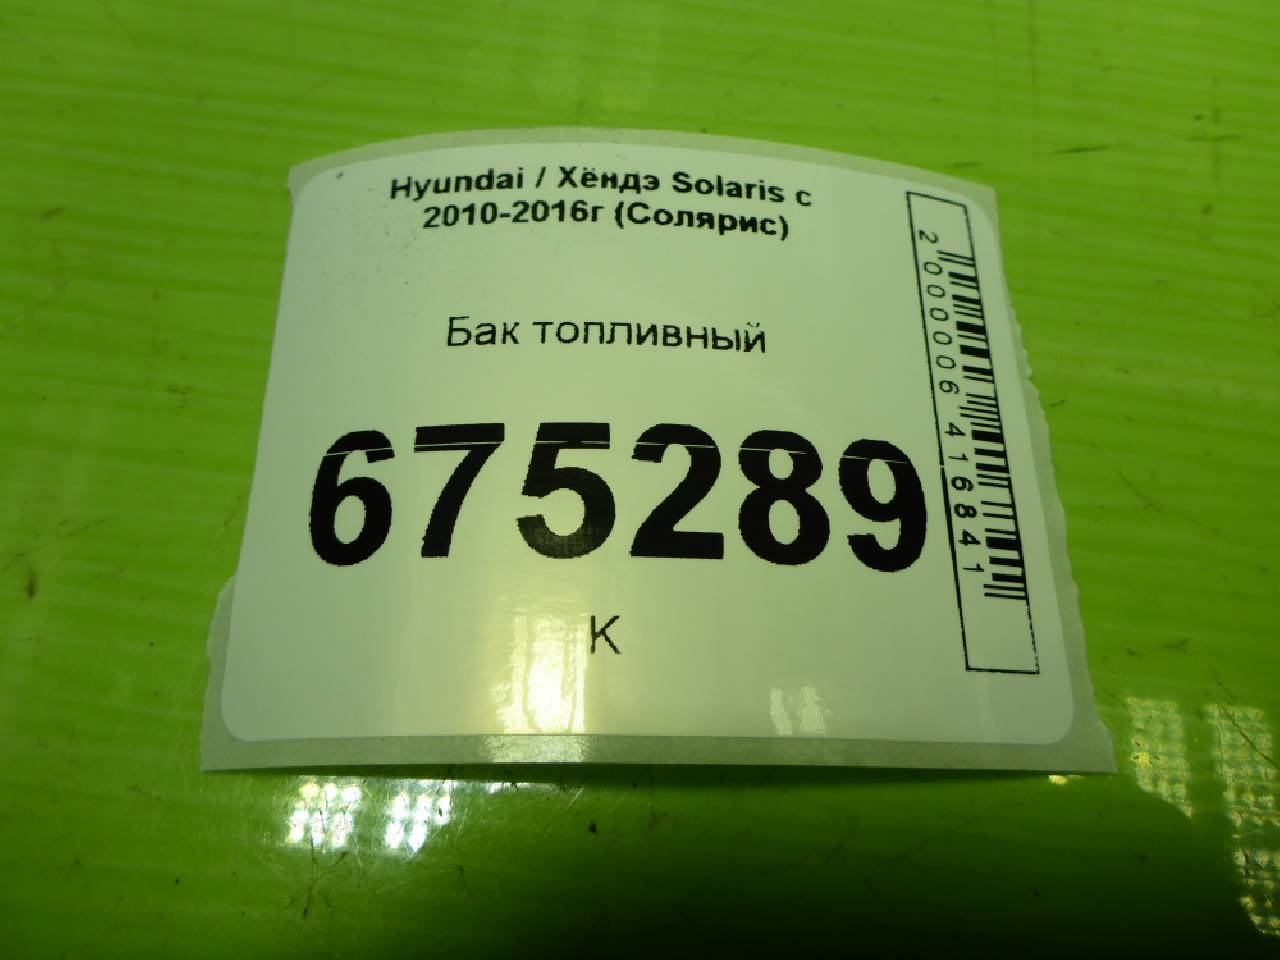 Hyundai / Хёндэ Solaris с
2010-2016г (Солярис)
Бак топливный
675289
К
2000006416841